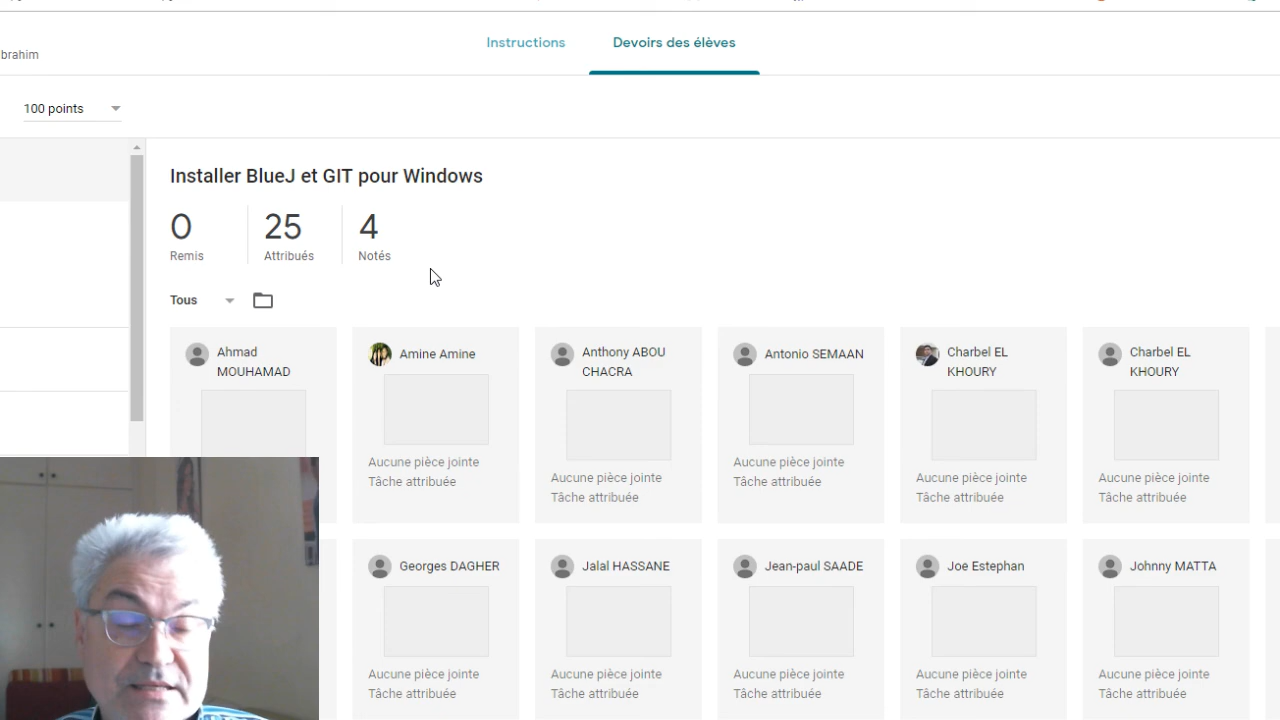 Instructions
Devoirs des élèves
brahim
100 points
Installer BlueJ et GIT pour Windows
0
25
4
Remis
Attribués
Notés
Tous
Ahmad
MOUHAMAD
Amine Amine
Aucune pièce jointe
Tâche attribuée
Anthony ABOU
CHACRA
Aucune pièce jointe
Tâche attribuée
Antonio SEMAAN
Aucune pièce jointe
Tâche attribuée
Charbel EL
KHOURY
Aucune pièce jointe
Tâche attribuée
Charbel EL
KHOURY
Aucune pièce jointe
Tâche attribuée
Georges DAGHER
Aucune pièce jointe
Tâche attribuée
Jalal HASSANE
Aucune pièce jointe
Tâche attribuée
Jean-paul SAADE
Aucune pièce jointe
Tâche attribuée
Joe Estephan
Aucune pièce jointe
Tâche attribuée
Johnny MATTA
Aucune pièce jointe
Tâche attribuée